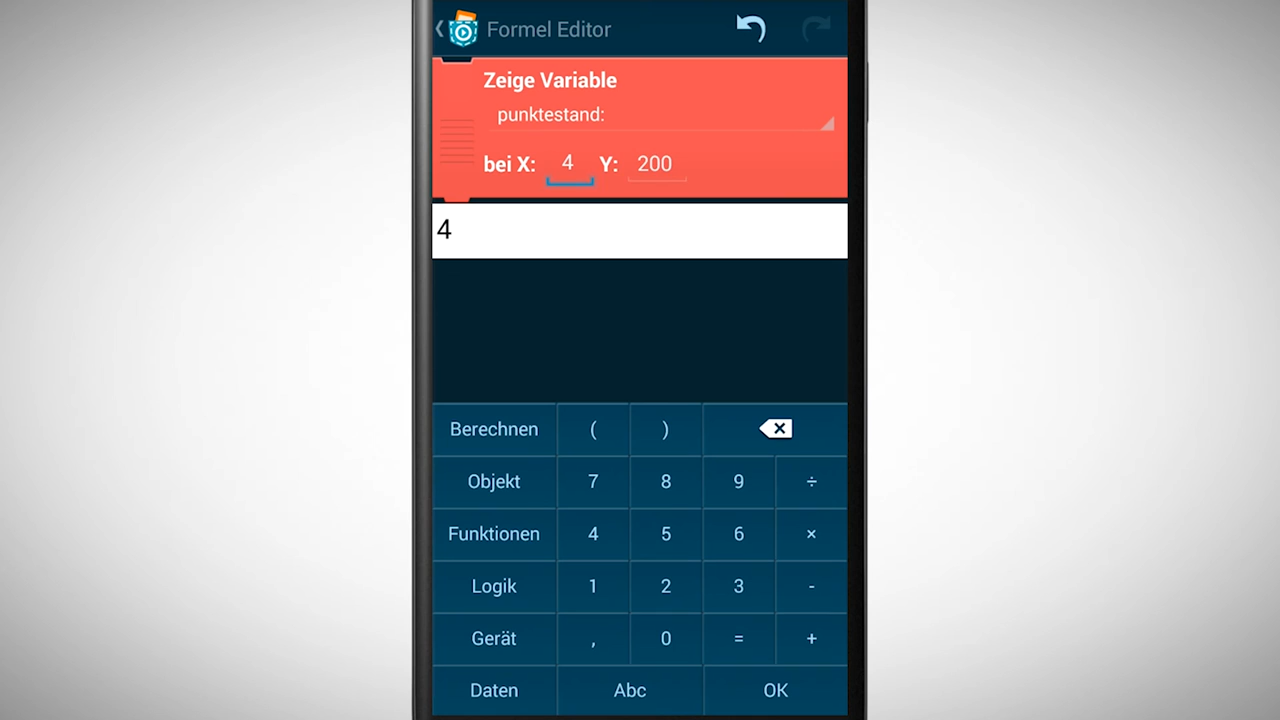 Formel Editor
Zeige Variable
punktestand:
bei X: 4 Y: 200
4
Berechnen ( )
Objekt 7 8 9 ÷
Funktionen 4 5 6 ×
Logik 1 2 3 -
Gerät , 0 = +
Daten Abc OK